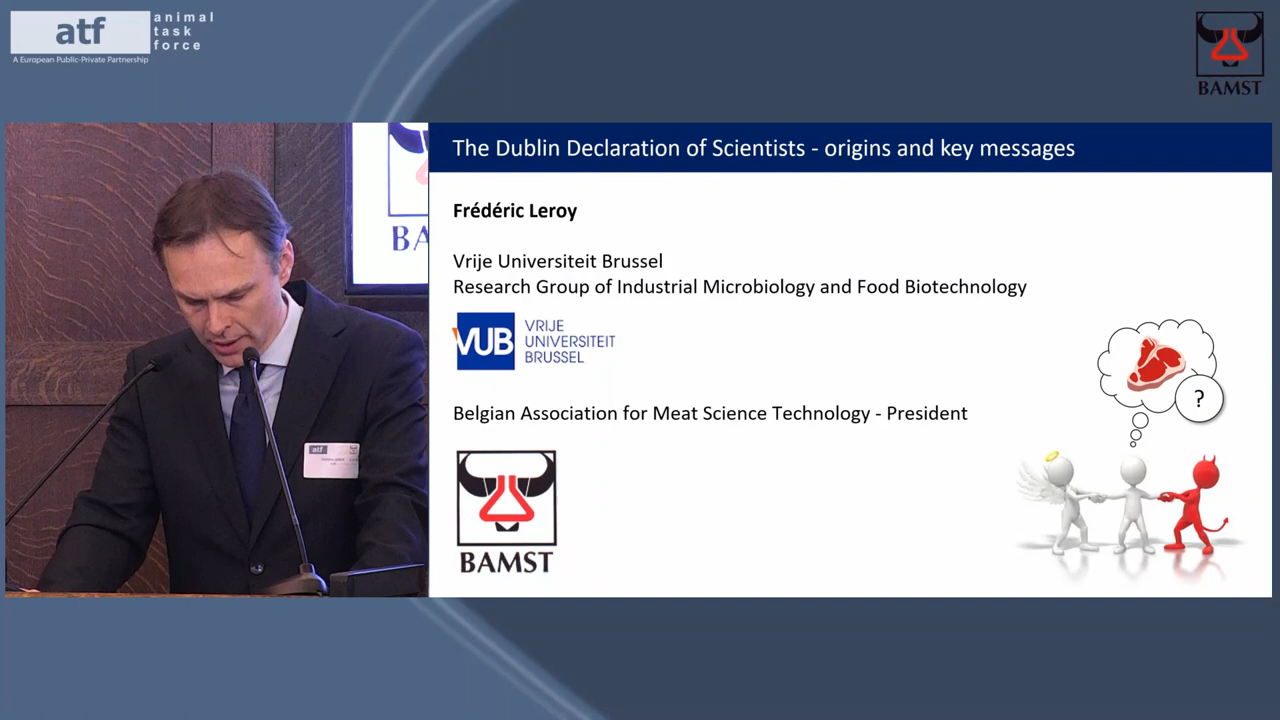 atf
animal
task
force
A European Public-Private Partnership
BAMST
BA
atf
The Dublin Declaration of Scientists - origins and key messages
Frédéric Leroy
Vrije Universiteit Brussel
Research Group of Industrial Microbiology and Food Biotechnology
VUB
VRIJE
UNIVERSITEIT
BRUSSEL
?
Belgian Association for Meat Science Technology - President
BAMST